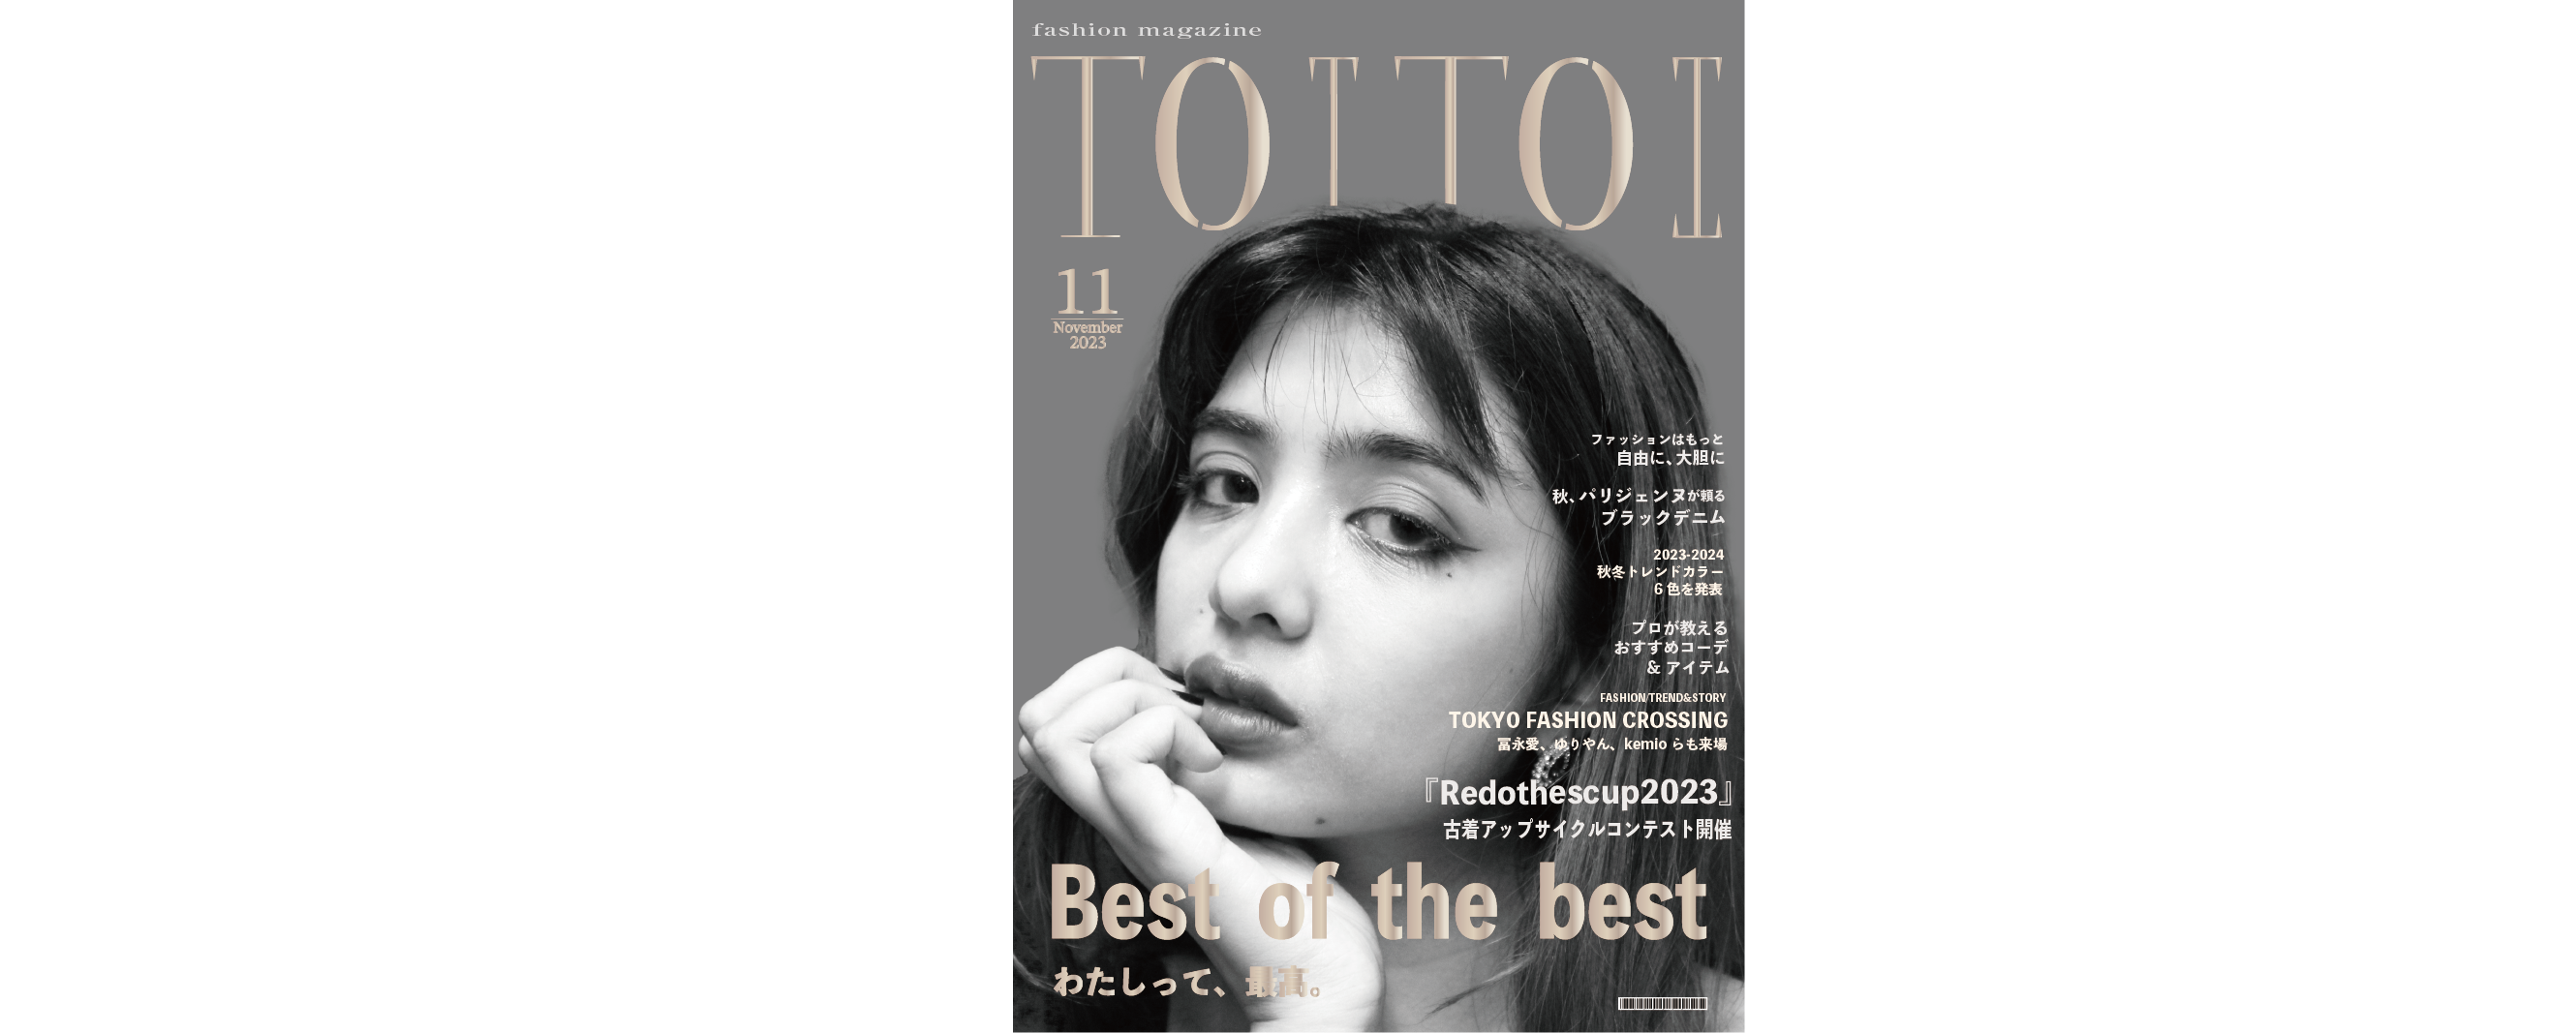 fashion magazine
TOITOI
11
November
2023
ファッションはもっと
自由に、大胆に
秋、パリジェンヌが頼る
ブラックデニム
2023-2024
秋冬トレンドカラー
6 色を発表
プロが教える
おすすめコーデ
& アイテム
FASHION/TREND&STORY
TOKYO FASHION CROSSING
冨永愛、ゆりやん、kemio らも来場
『Redothescup2023』
古着アップサイクルコンテスト開催
Best of the best
わたしって、最高。